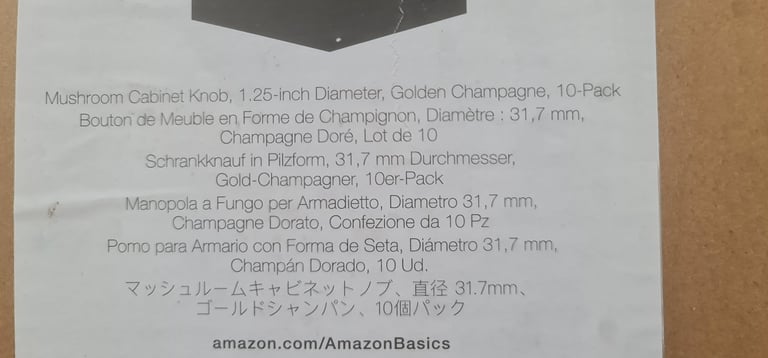 Mushroom Cabinet Knob, 1.25-inch Diameter, Golden Champagne, 10-Pack
Bouton de Meuble en Forme de Champignon, Diamètre : 31,7 mm,
Champagne Doré, Lot de 10
Schrankknauf in Pilzform, 31,7 mm Durchmesser,
Gold-Champagner, 10er-Pack
Manopola a Fungo per Armadietto, Diametro 31,7 mm,
Champagne Dorato, Confezione da 10 Pz
Pomo para Armario con Forma de Seta, Diámetro 31,7 mm,
Champán Dorado, 10 Ud.
マッシュルームキャビネットノブ、直径 31.7mm、
ゴールドシャンパン、10個パック
amazon.com/AmazonBasics